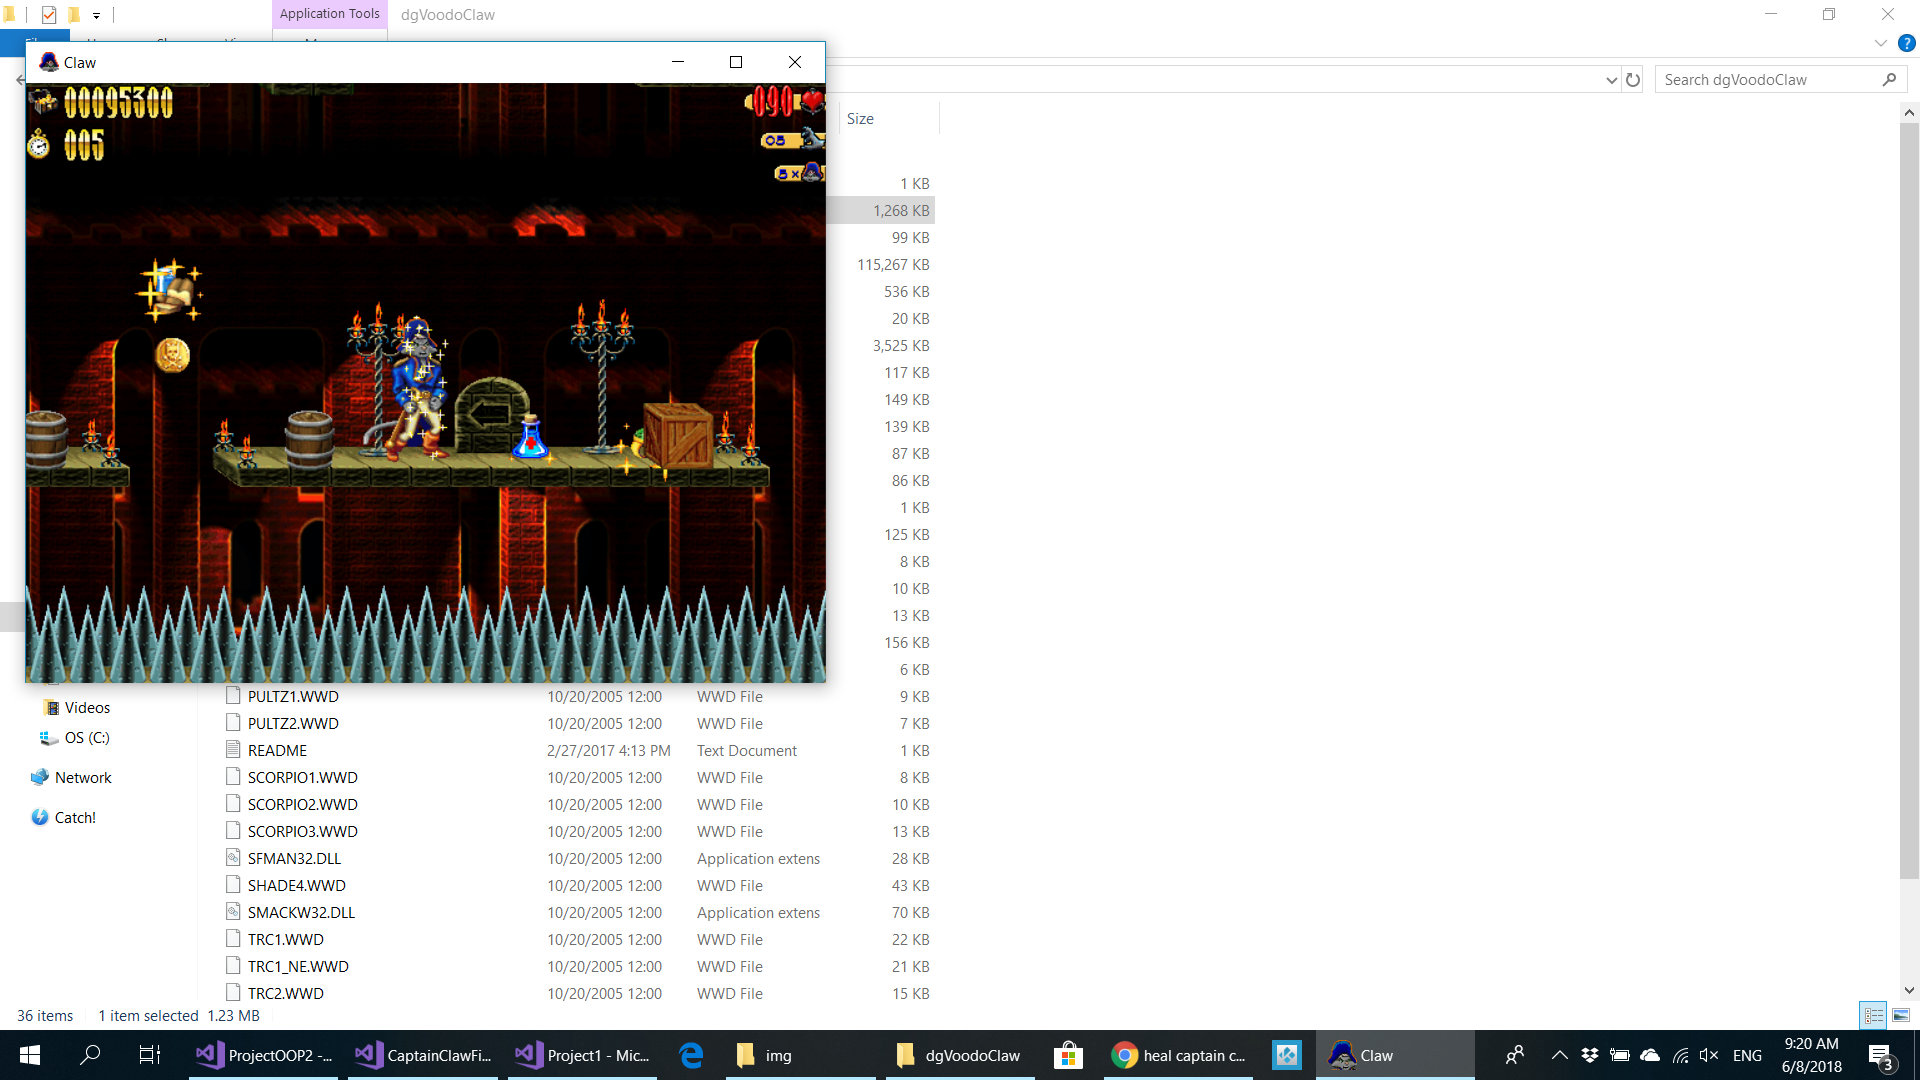 Application Tools
dgVoodoClaw
Claw
Search dgVoodoClaw
00095300
090
005
5 x
Size
1 KB
1,268 KB
99 KB
115,267 KB
536 KB
20 KB
3,525 KB
117 KB
149 KB
139 KB
87 KB
86 KB
1 KB
125 KB
8 KB
10 KB
13 KB
156 KB
6 KB
PULTZ1.WWD 10/20/2005 12:00 WWD File 9 KB
Videos
PULTZ2.WWD 10/20/2005 12:00 WWD File 7 KB
OS (C:)
README 2/27/2017 4:13 PM Text Document 1 KB
Network
SCORPIO1.WWD 10/20/2005 12:00 WWD File 8 KB
SCORPIO2.WWD 10/20/2005 12:00 WWD File 10 KB
Catch!
SCORPIO3.WWD 10/20/2005 12:00 WWD File 13 KB
SFMAN32.DLL 10/20/2005 12:00 Application extens 28 KB
SHADE4.WWD 10/20/2005 12:00 WWD File 43 KB
SMACKW32.DLL 10/20/2005 12:00 Application extens 70 KB
TRC1.WWD 10/20/2005 12:00 WWD File 22 KB
TRC1_NE.WWD 10/20/2005 12:00 WWD File 21 KB
TRC2.WWD 10/20/2005 12:00 WWD File 15 KB
36 items 1 item selected 1.23 MB
ProjectOOP2 -... CaptainClawFi... Project1 - Mic... img dgVoodoClaw heal captain c... Claw ENG 9:20 AM
6/8/2018 3